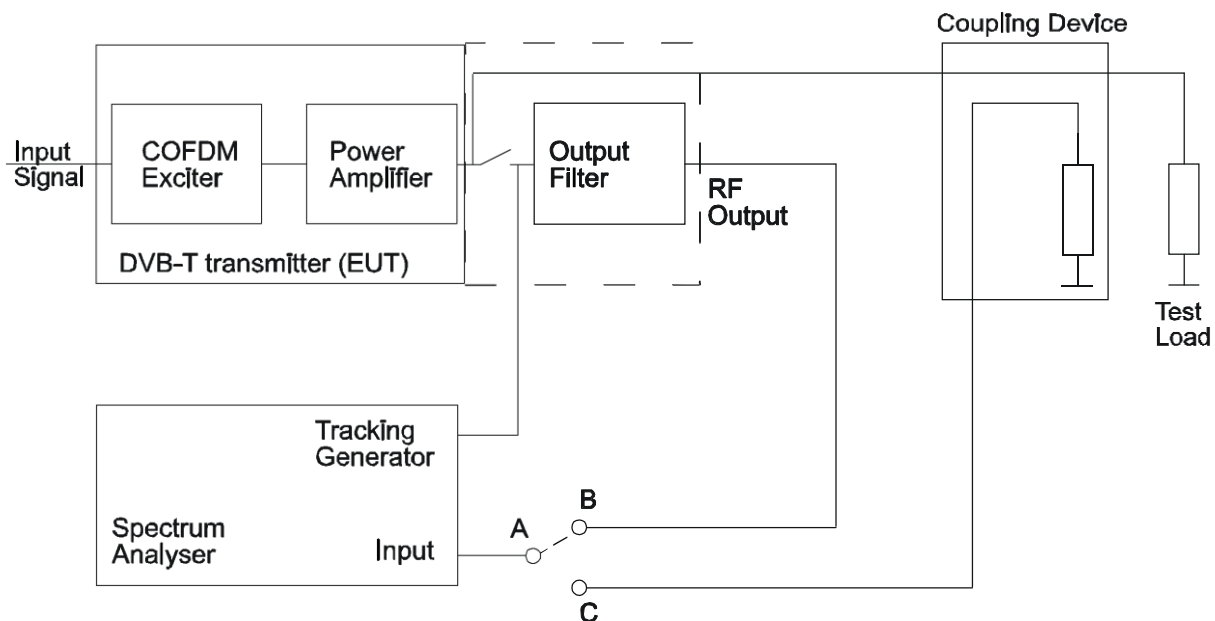 Coupling Device
Input
Signal
COFDM
Exciter
Power
Amplifier
Output
Filter
RF
Output
DVB-T transmitter (EUT)
Test
Load
Tracking
Generator
Spectrum
Analyser
Input
A
B
C